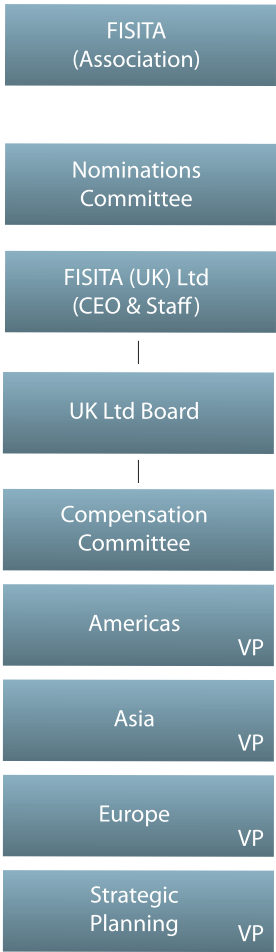 FISITA
(Association)
Nominations
Committee
FISITA (UK) Ltd
(CEO & Staff)
UK Ltd Board
Compensation
Committee
Americas
VP
Asia
VP
Europe
VP
Strategic
Planning
VP